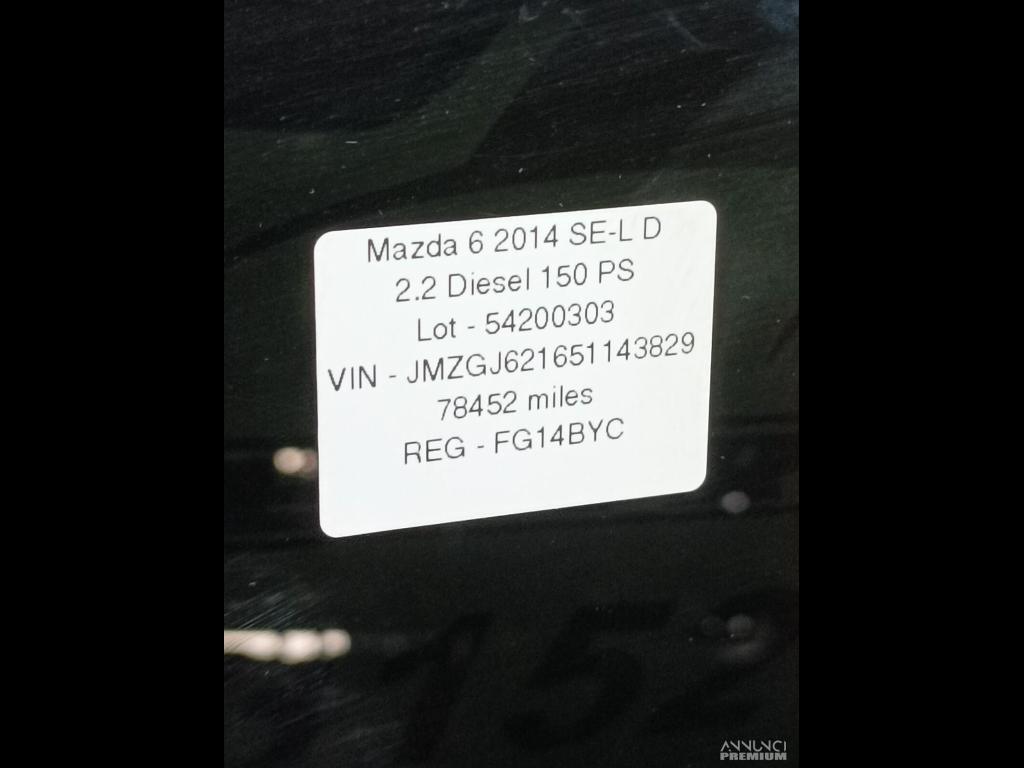 Mazda 6 2014 SE-L D
2.2 Diesel 150 PS
Lot - 54200303
VIN - JMZGJ621651143829
78452 miles
REG - FG14BYC
152
ANNUNCI
PREMIUM